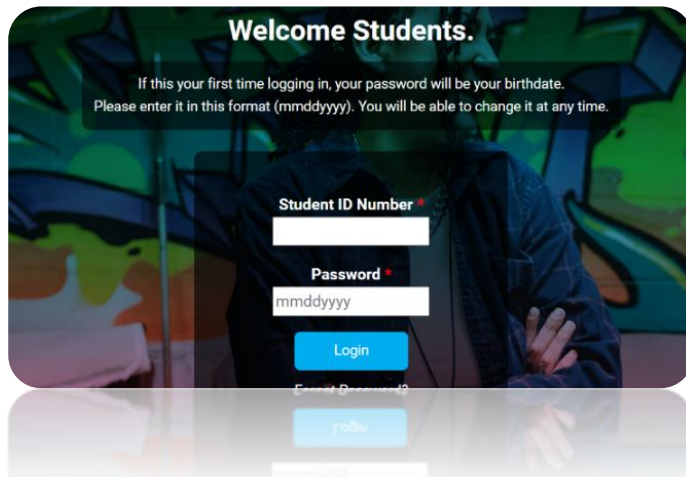 Welcome Students.
If this your first time logging in, your password will be your birthdate.
Please enter it in this format (mmddyyyy). You will be able to change it at any time.
Student ID Number *
Password *
mmddyyyy
Login
Forgot Password?